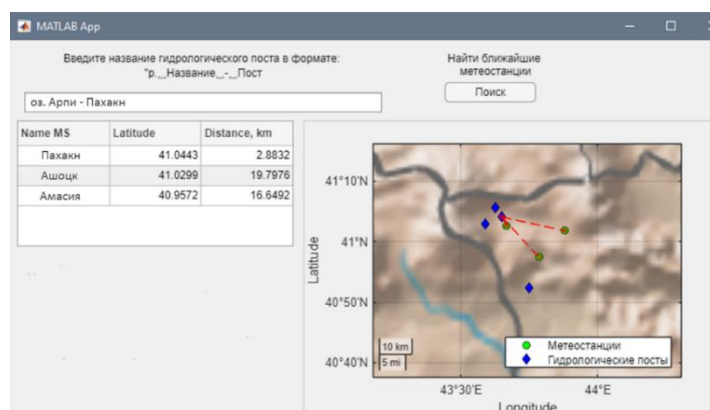 MATLAB App
Введите название гидрологического поста в формате:
"р.__Название__-__Пост
Найти ближайшие
метеостанции
Поиск
оз. Арпи - Пахакн
Name MS Latitude Distance, km
Пахакн 41.0443 2.8832
Ашоцк 41.0299 19.7976
Амасия 40.9572 16.6492
41°10'N
41°N
40°50'N
40°40'N
Latitude
10 km
5 mi
Метеостанции
Гидрологические посты
43°30'E 44°E
Longitude